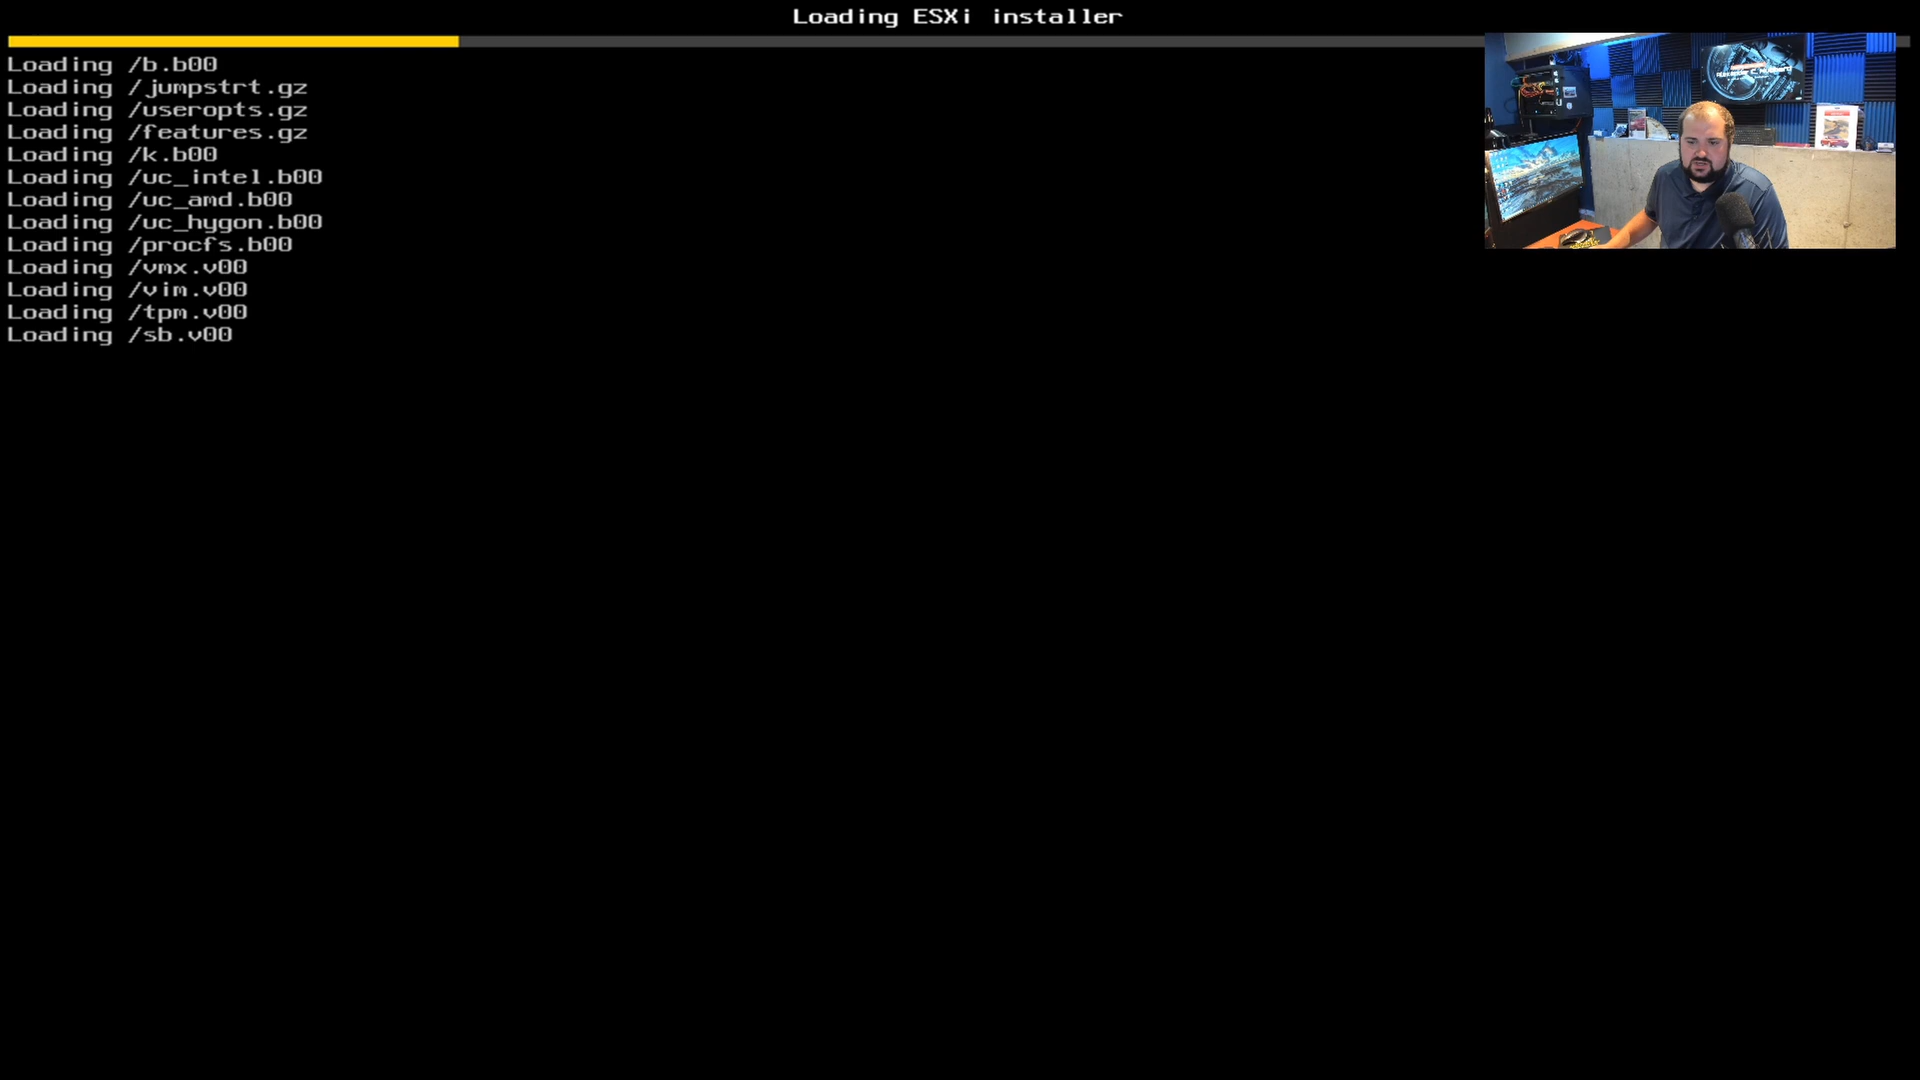 Loading ESXi installer
Loading /b.b00
Loading /jumpstrt.gz
Loading /useropts.gz
Loading /features.gz
Loading /k.b00
Loading /uc_intel.b00
Loading /uc_amd.b00
Loading /uc_hygon.b00
Loading /procfs.b00
Loading /vmx.v00
Loading /vim.v00
Loading /tpm.v00
Loading /sb.v00